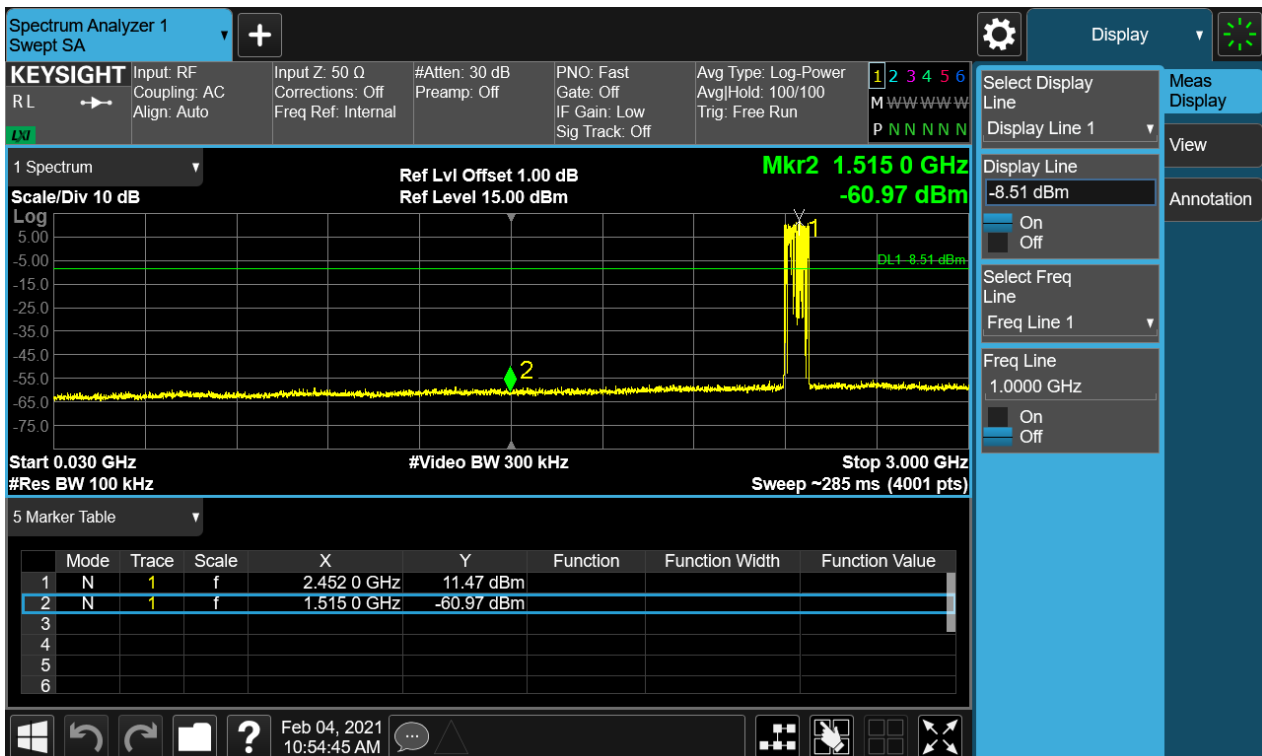 Spectrum Analyzer 1
Swept SA
Display
KEYSIGHT
R L
LXI
Input: RF
Coupling: AC
Align: Auto
Input Z: 50 Ω
Corrections: Off
Freq Ref: Internal
#Atten: 30 dB
Preamp: Off
PNO: Fast
Gate: Off
IF Gain: Low
Sig Track: Off
Avg Type: Log-Power
Avg|Hold: 100/100
Trig: Free Run
1 2 3 4 5 6
M W W W W W
P N N N N N
1 Spectrum
Scale/Div 10 dB
Ref Lvl Offset 1.00 dB
Ref Level 15.00 dBm
Mkr2 1.515 0 GHz
-60.97 dBm
Log
5.00
-5.00
-15.0
-25.0
-35.0
-45.0
-55.0
-65.0
-75.0
1
DL1 -8.51 dBm
2
Start 0.030 GHz
#Video BW 300 kHz
Stop 3.000 GHz
#Res BW 100 kHz
Sweep ~285 ms (4001 pts)
5 Marker Table
Mode Trace Scale X Y Function Function Width Function Value
1 N 1 f 2.452 0 GHz 11.47 dBm
2 N 1 f 1.515 0 GHz -60.97 dBm
3
4
5
6
Feb 04, 2021
10:54:45 AM
?
Select Display
Line
Display Line 1
Display Line
-8.51 dBm
On
Off
Select Freq
Line
Freq Line 1
Freq Line
1.0000 GHz
On
Off
Meas
Display
View
Annotation